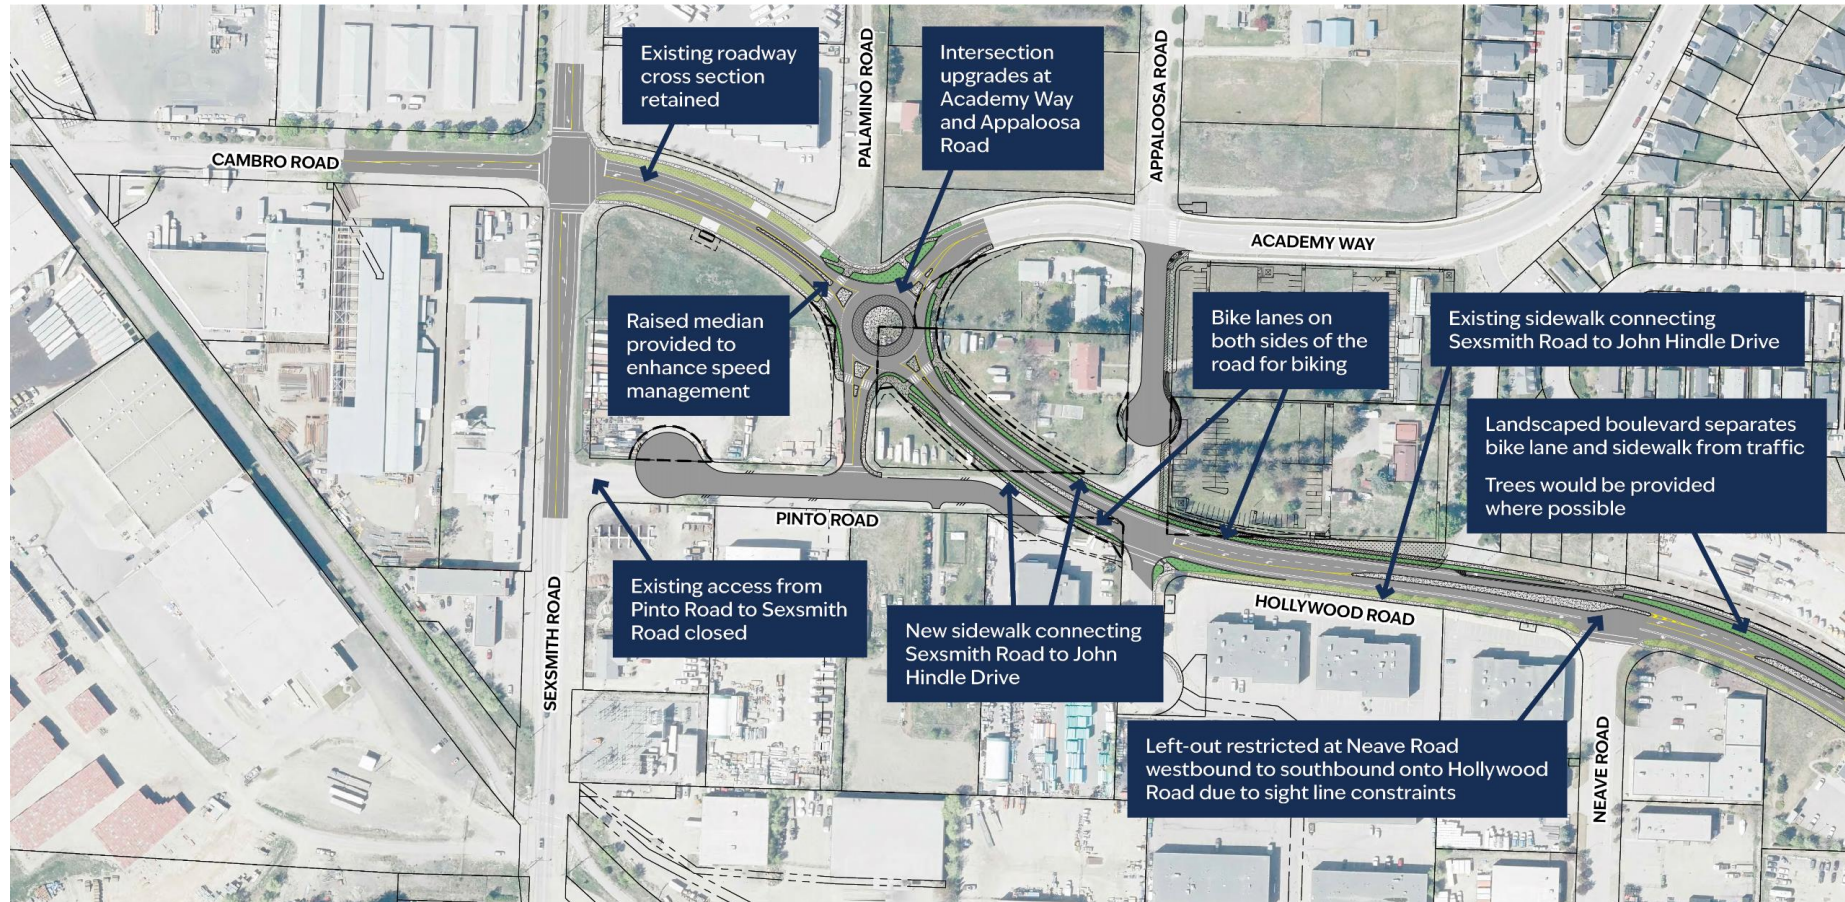 Existing roadway
cross section
retained
PALAMINO ROAD
Intersection
upgrades at
Academy Way
and Appaloosa
Road
APPALOOSA ROAD
CAMBRO ROAD
ACADEMY WAY
Raised median
provided to
enhance speed
management
Bike lanes on
both sides of the
road for biking
Existing sidewalk connecting
Sexsmith Road to John Hindle Drive
Landscaped boulevard separates
bike lane and sidewalk from traffic
Trees would be provided
where possible
PINTO ROAD
SEXSMITH ROAD
Existing access from
Pinto Road to Sexsmith
Road closed
New sidewalk connecting
Sexsmith Road to John
Hindle Drive
HOLLYWOOD ROAD
Left-out restricted at Neave Road
westbound to southbound onto Hollywood
Road due to sight line constraints
NEAVE ROAD